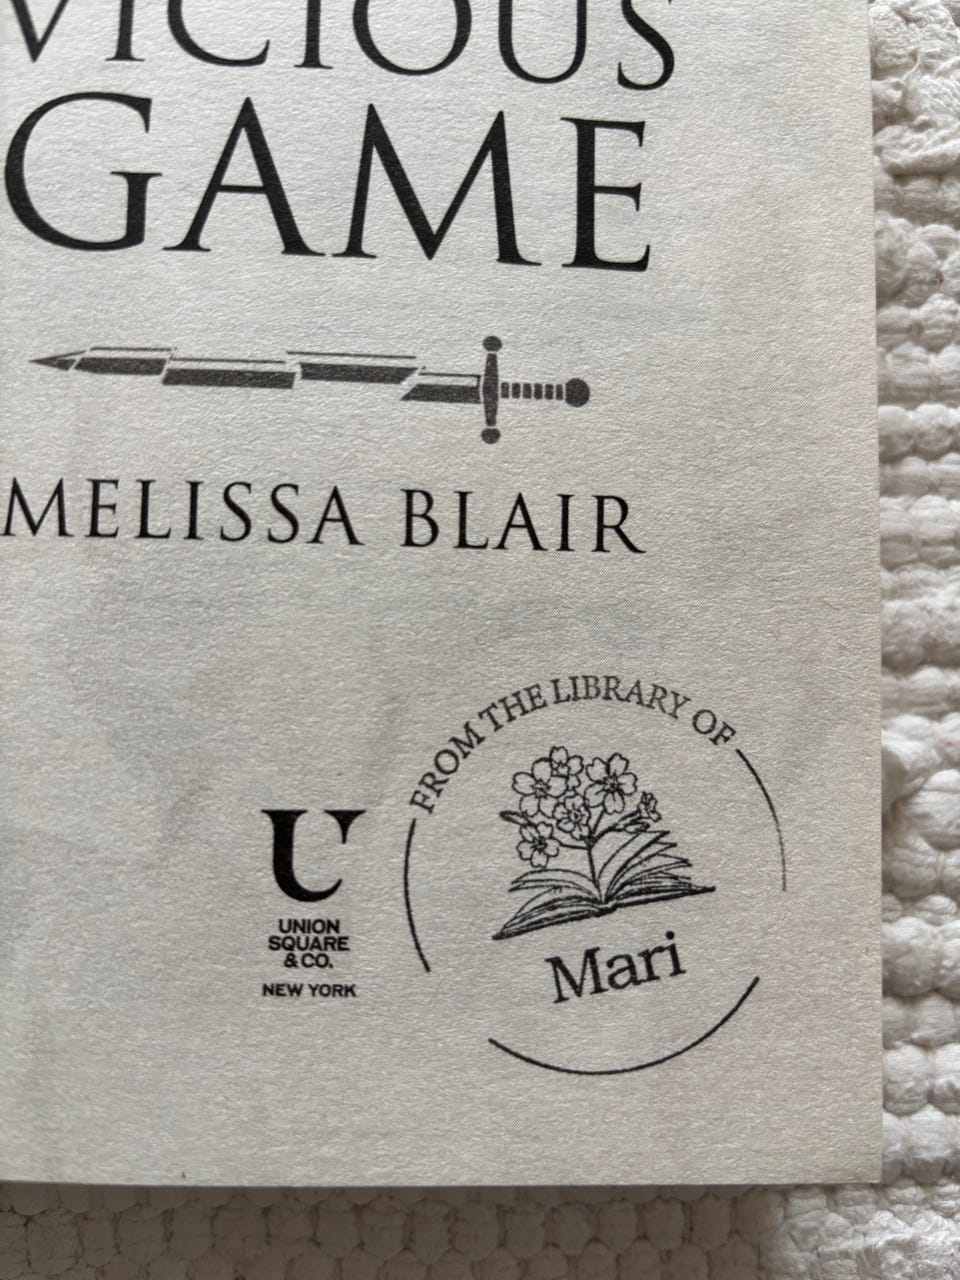 VICIOUS
GAME
MELISSA BLAIR
FROM THE LIBRARY OF
Mari
U
UNION
SQUARE
& CO.
NEW YORK